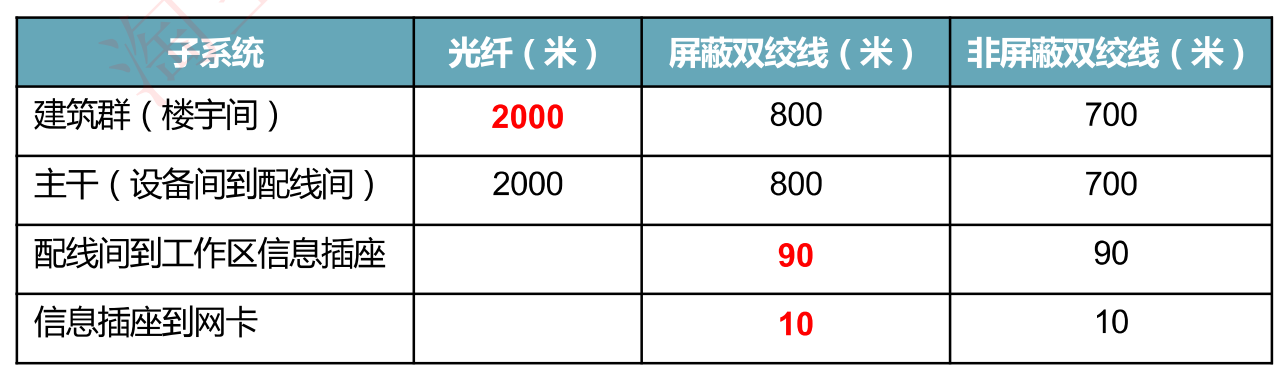 子系统 光纤（米） 屏蔽双绞线（米） 非屏蔽双绞线（米）
建筑群（楼宇间） 2000 800 700
主干（设备间到配线间） 2000 800 700
配线间到工作区信息插座 90 90
信息插座到网卡 10 10